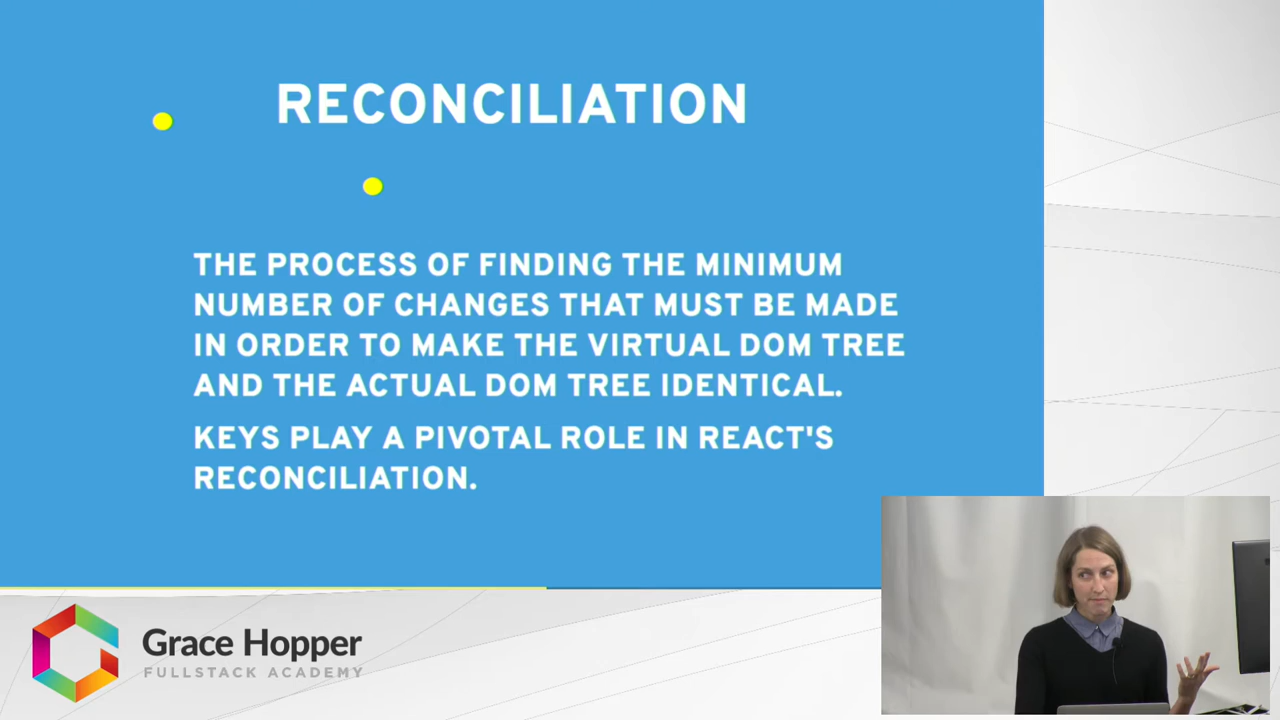 RECONCILIATION
THE PROCESS OF FINDING THE MINIMUM
NUMBER OF CHANGES THAT MUST BE MADE
IN ORDER TO MAKE THE VIRTUAL DOM TREE
AND THE ACTUAL DOM TREE IDENTICAL.
KEYS PLAY A PIVOTAL ROLE IN REACT'S
RECONCILIATION.
Grace Hopper
FULLSTACK ACADEMY